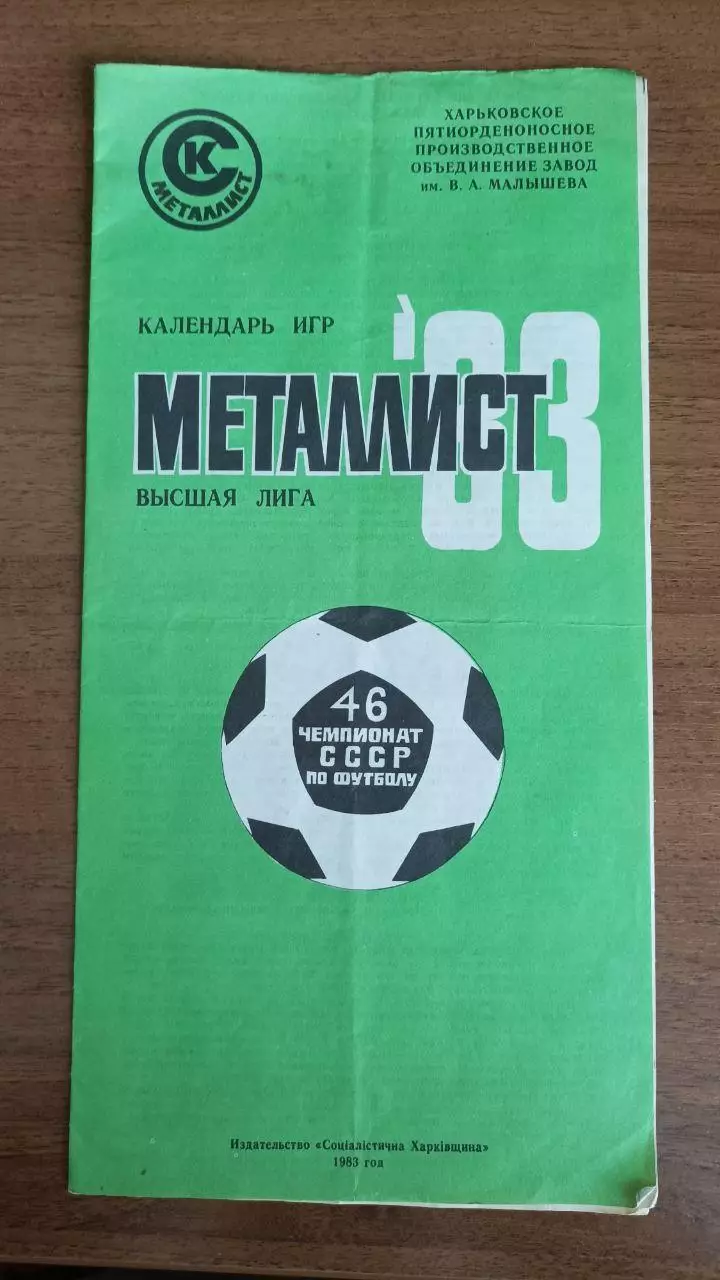 СК
МЕТАЛЛИСТ
ХАРЬКОВСКОЕ
ПЯТИОРДЕНОНОСНОЕ
ПРОИЗВОДСТВЕННОЕ
ОБЪЕДИНЕНИЕ ЗАВОД
им. В. А. МАЛЫШЕВА
КАЛЕНДАРЬ ИГР
'83
МЕТАЛЛИСТ
ВЫСШАЯ ЛИГА
46
ЧЕМПИОНАТ
СССР
ПО ФУТБОЛУ
Издательство «Соціалістична Харківщина»
1983 год